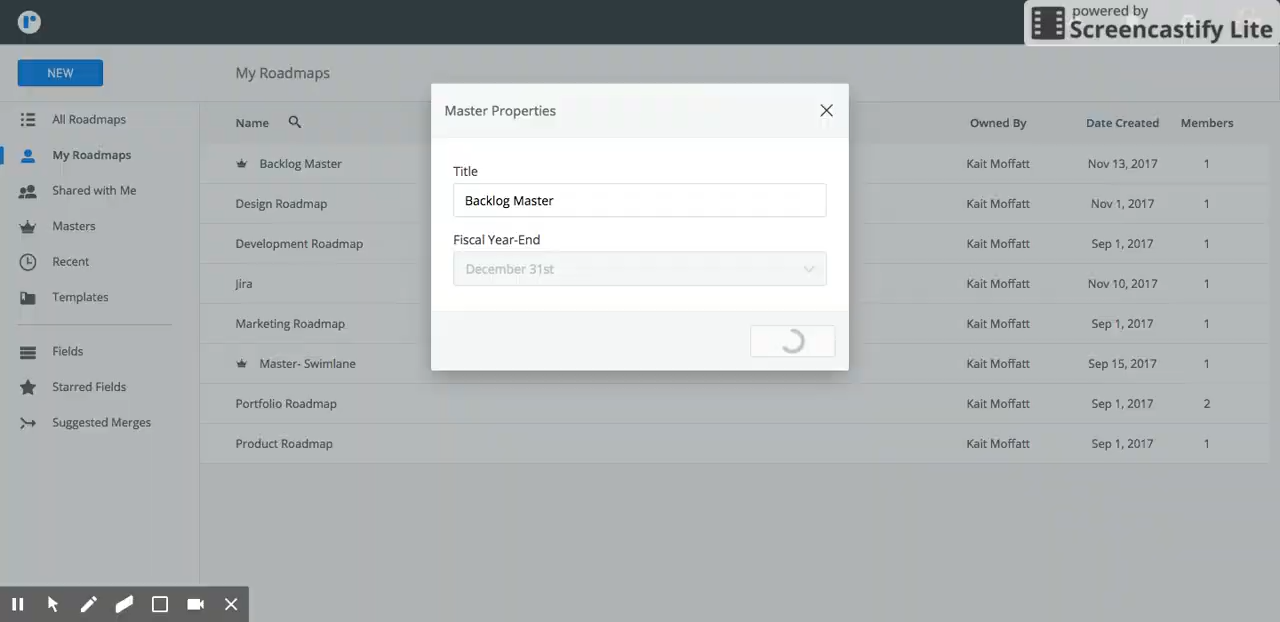 powered by
Screencastify Lite
NEW
My Roadmaps
All Roadmaps
My Roadmaps
Shared with Me
Masters
Recent
Templates
Fields
Starred Fields
Suggested Merges
Name Owned By Date Created Members
Backlog Master Kait Moffatt Nov 13, 2017 1
Design Roadmap Kait Moffatt Nov 1, 2017 1
Development Roadmap Kait Moffatt Sep 1, 2017 1
Jira Kait Moffatt Nov 10, 2017 1
Marketing Roadmap Kait Moffatt Sep 1, 2017 1
Master- Swimlane Kait Moffatt Sep 15, 2017 1
Portfolio Roadmap Kait Moffatt Sep 1, 2017 2
Product Roadmap Kait Moffatt Sep 1, 2017 1
Master Properties
Title
Backlog Master
Fiscal Year-End
December 31st